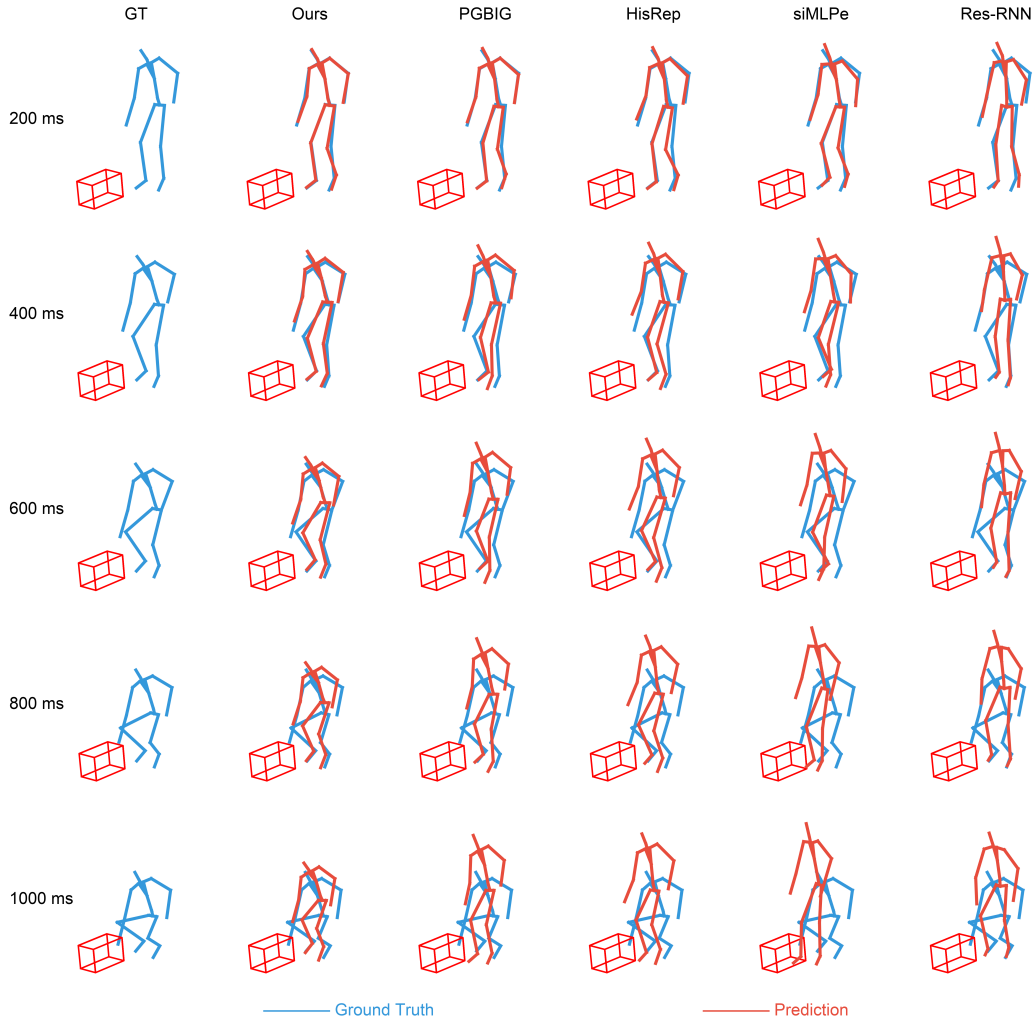 GT Ours PGBIG HisRep siMLPe Res-RNN
200 ms
400 ms
600 ms
800 ms
1000 ms
Ground Truth Prediction